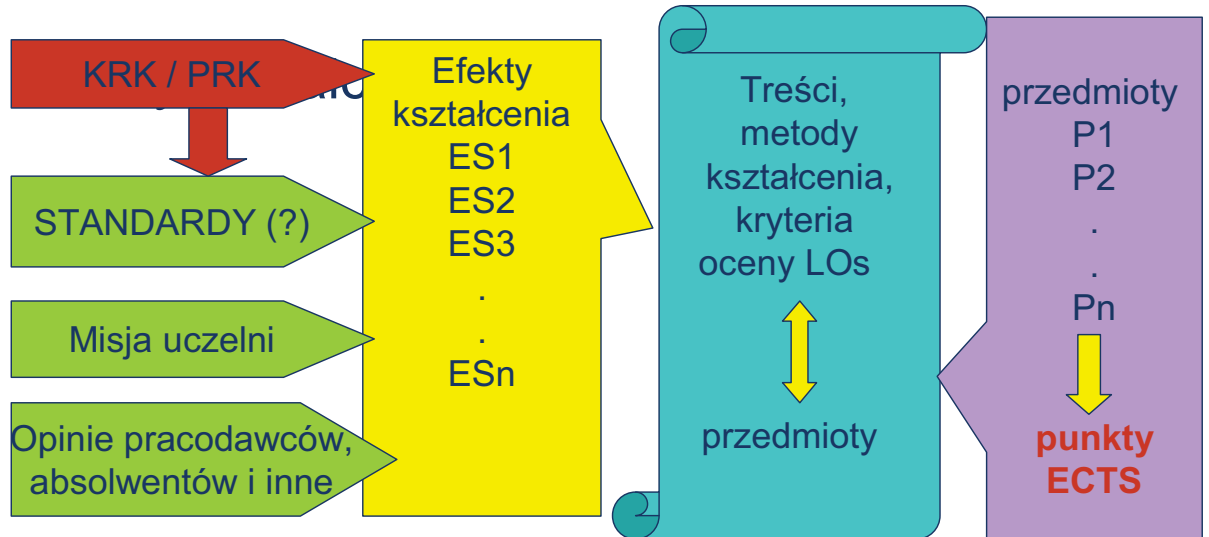 KRK / PRK
STANDARDY (?)
Misja uczelni
Opinie pracodawców,
absolwentów i inne
Efekty
kształcenia
ES1
ES2
ES3
.
.
ESn
Treści,
metody
kształcenia,
kryteria
oceny LOs
przedmioty
przedmioty
P1
P2
.
.
Pn
punkty
ECTS